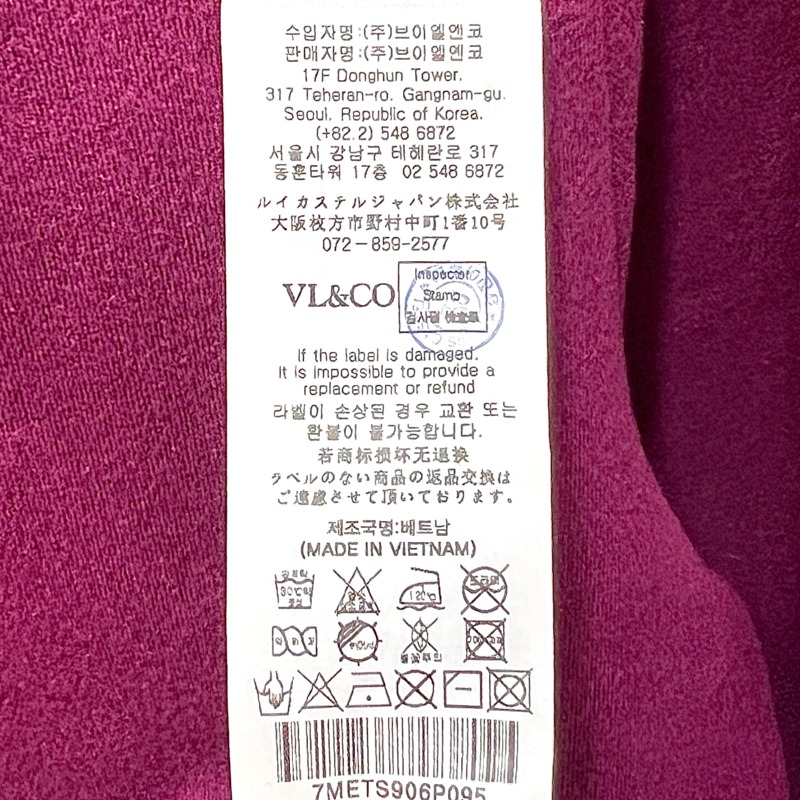 수입자명:(주)브이엘엔코
판매자명:(주)브이엘엔코
17F Donghun Tower.
317 Teheran-ro. Gangnam-gu.
Seoul. Republic of Korea.
(+82.2) 548 6872
서울시 강남구 테헤란로 317
동훈타워 17층 02 548 6872
ルイカステルジャパン株式会社
大阪枚方市野村中町1番10号
072-859-2577
VL&CO
Inspector
Stamp
If the label is damaged.
It is impossible to provide a
replacement or refund
라벨이 손상된 경우 교환 또는
환불이 불가능합니다.
若商标损坏无退换
ラベルのない商品の返品交換は
ご遠慮させて頂いております。
제조국명:베트남
(MADE IN VIETNAM)
7METS906P095